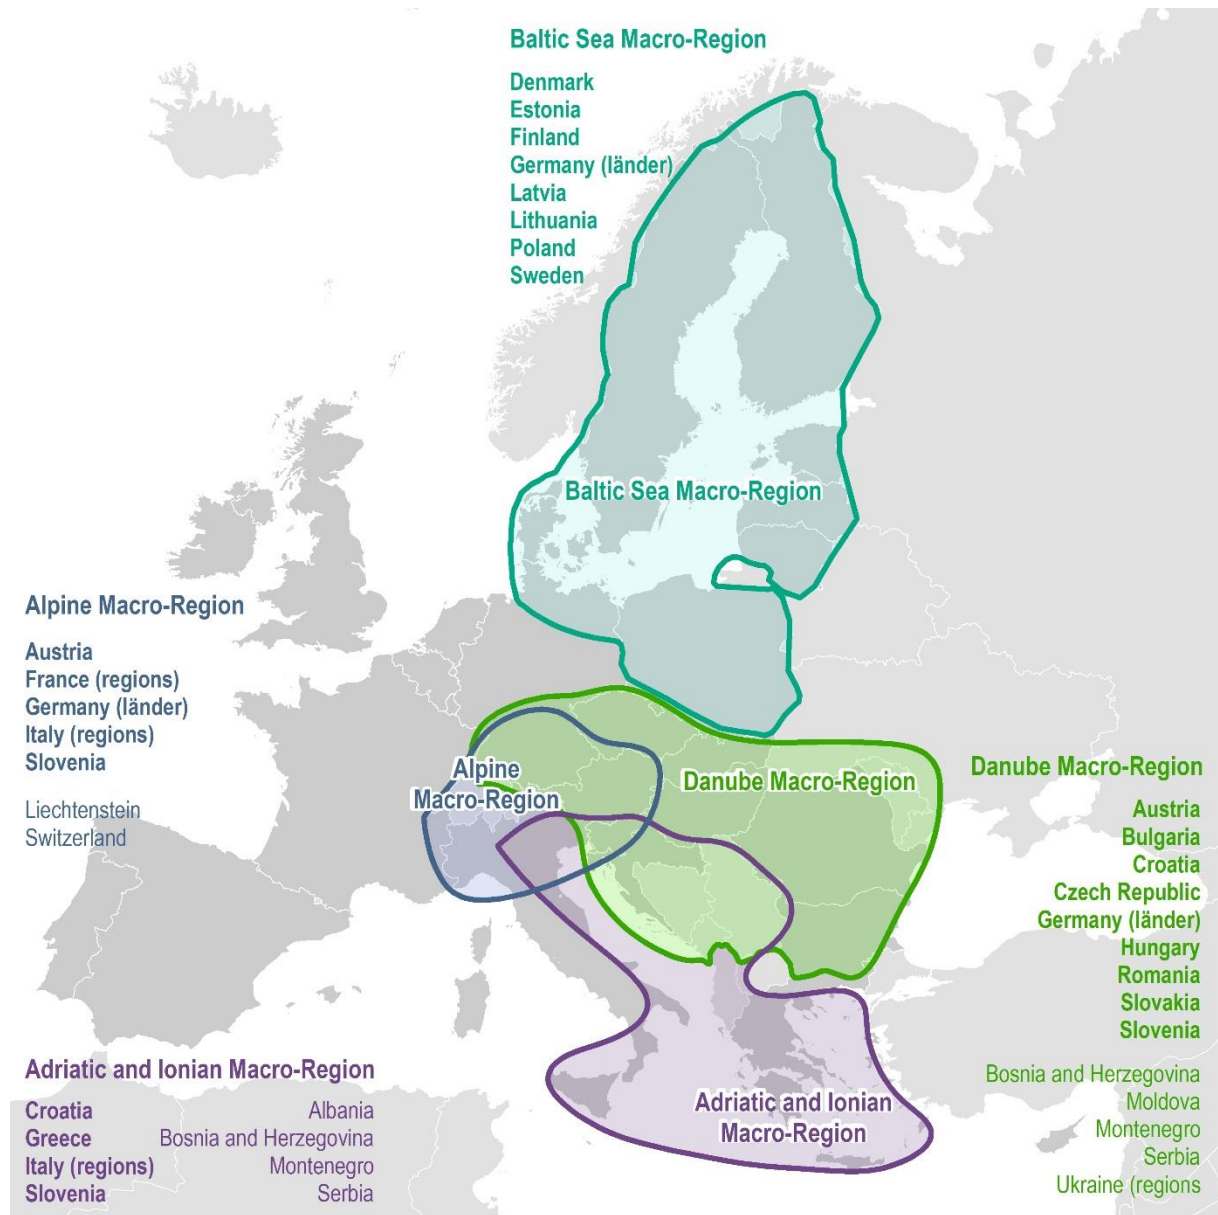 Baltic Sea Macro-Region
Denmark
Estonia
Finland
Germany (länder)
Latvia
Lithuania
Poland
Sweden
Baltic Sea Macro-Region
Alpine Macro-Region
Austria
France (regions)
Germany (länder)
Italy (regions)
Slovenia
Liechtenstein
Switzerland
Alpine
Macro-Region
Danube Macro-Region
Danube Macro-Region
Austria
Bulgaria
Croatia
Czech Republic
Germany (länder)
Hungary
Romania
Slovakia
Slovenia
Bosnia and Herzegovina
Moldova
Montenegro
Serbia
Ukraine (regions
Adriatic and Ionian Macro-Region
Croatia
Greece
Italy (regions)
Slovenia
Albania
Bosnia and Herzegovina
Montenegro
Serbia
Adriatic and Ionian
Macro-Region